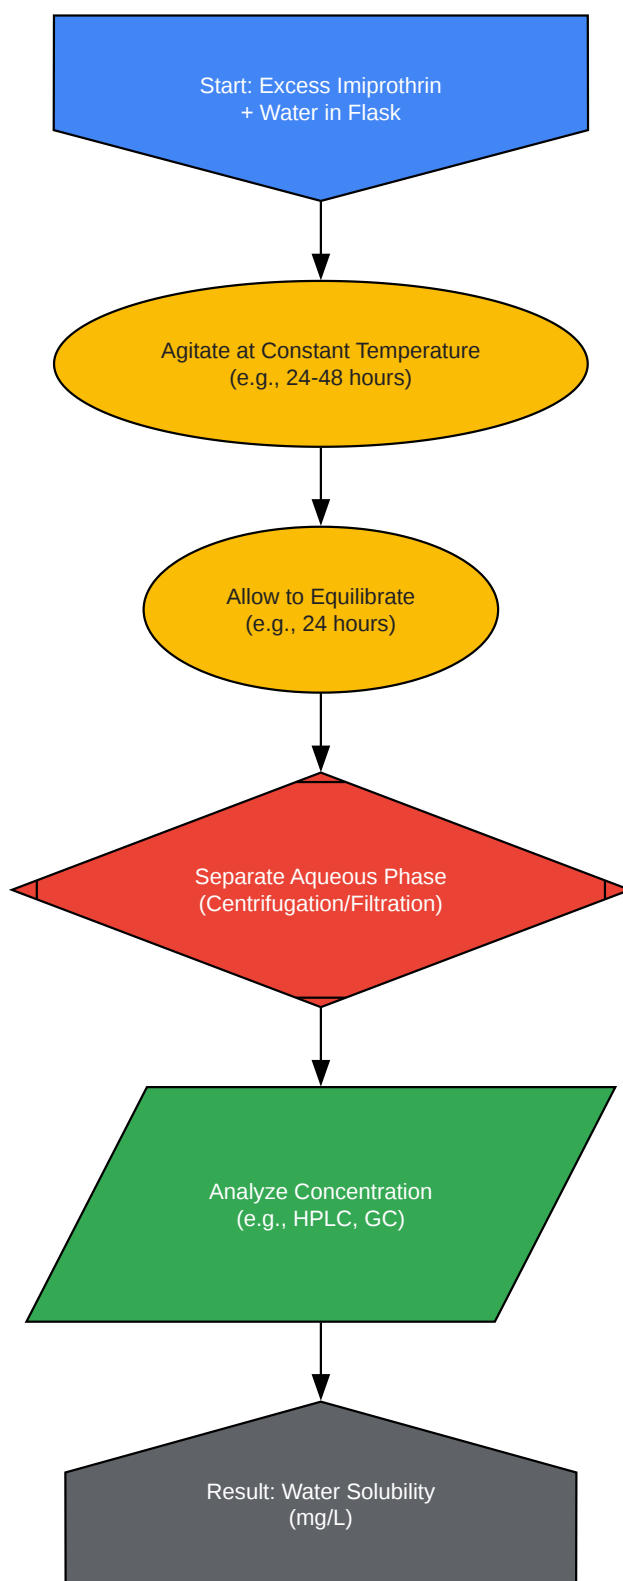 Start: Excess Imiprothrin
+ Water in Flask
Agitate at Constant Temperature
(e.g., 24-48 hours)
Allow to Equilibrate
(e.g., 24 hours)
Separate Aqueous Phase
(Centrifugation/Filtration)
Analyze Concentration
(e.g., HPLC, GC)
Result: Water Solubility
(mg/L)